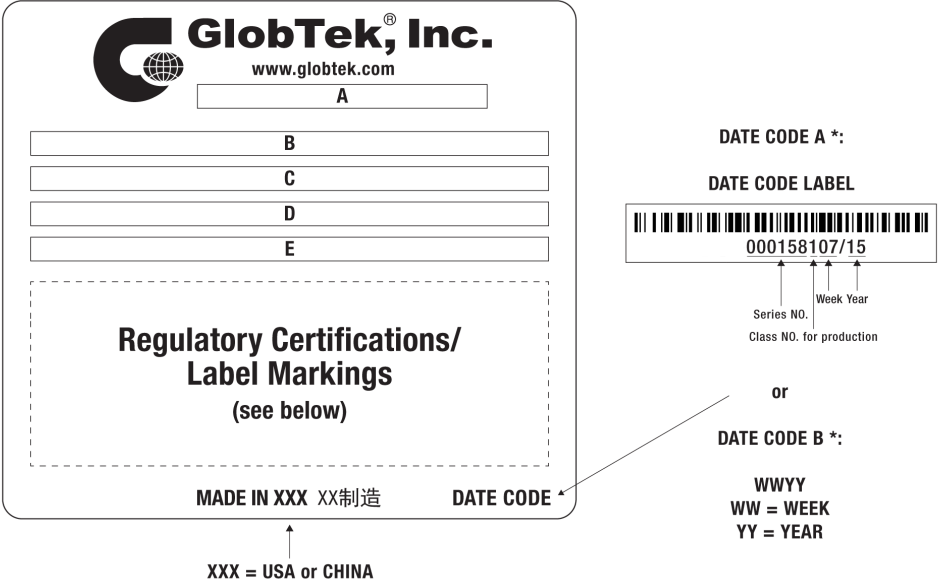 GlobTek,® Inc.
www.globtek.com
A
B
C
D
E
Regulatory Certifications/
Label Markings
(see below)
MADE IN XXX XX制造
DATE CODE
XXX = USA or CHINA
DATE CODE A *:
DATE CODE LABEL
000158107/15
Week Year
Series NO.
Class NO. for production
or
DATE CODE B *:
WWYY
WW = WEEK
YY = YEAR